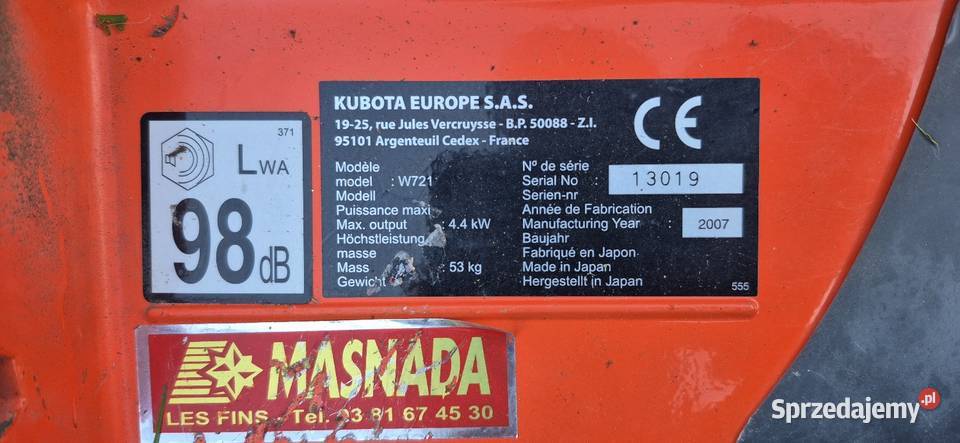 371
LWA
98 dB
KUBOTA EUROPE S.A.S.
19-25, rue Jules Vercruysse - B.P. 50088 - Z.I.
95101 Argenteuil Cedex - France
CE
Modèle
model : W721
Modell
Puissance maxi
Max. output : 4.4 kW
Höchstleistung
masse
Mass : 53 kg
Gewicht
N° de série
Serial No : 13019
Serien-nr
Année de Fabrication
Manufacturing Year : 2007
Baujahr
Fabriqué en Japon
Made in Japan
Hergestellt in Japan
555
MASNADA
LES FINS - Tel. 03 81 67 45 30
Sprzedajemy.pl